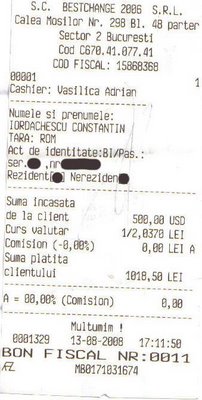 S.C. BESTCHANGE 2006 S.R.L.
Calea Mosilor Nr. 298 Bl. 48 parter
Sector 2 Bucuresti
Cod C670.41.077.41
COD FISCAL: 15868368
00001 1
Cashier: Vasilica Adrian
Numele si prenumele:
IORDACHESCU CONSTANTIN
TARA: ROM
Act de identitate:BI/Pas.:
ser. ,nr
Rezident[ ] Nereziden
Suma incasata
de la client 500,00 USD
Curs valutar 1/2,0370 LEI
Comision (-0,00%) 0,00 LEI A
Suma platita
clientului 1018,50 LEI
A = 00,00% (Comision) 0,00
Multumim !
0001329 13-08-2008 17:11:50
BON FISCAL NR:0011
MB0171031674